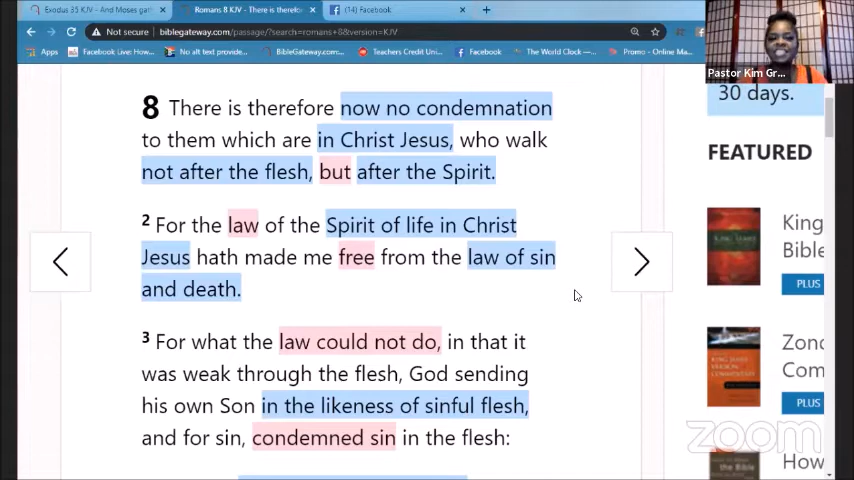 Exodus 35 KJV - And Moses gath
Romans 8 KJV - There is therefo
(14) Facebook
Not secure
biblegateway.com/passage/?search=romans+8&version=KJV
Apps
Facebook Live: How...
No alt text provide...
BibleGateway.com...
Teachers Credit Uni...
Facebook
The World Clock —...
Promo - Online Ma...
Pastor Kim Gr...
8 There is therefore now no condemnation
to them which are in Christ Jesus, who walk
not after the flesh, but after the Spirit.
2 For the law of the Spirit of life in Christ
Jesus hath made me free from the law of sin
and death.
3 For what the law could not do, in that it
was weak through the flesh, God sending
his own Son in the likeness of sinful flesh,
and for sin, condemned sin in the flesh:
30 days.
FEATURED
King
Bible
PLUS
Zond
Com
PLUS
How
zoom